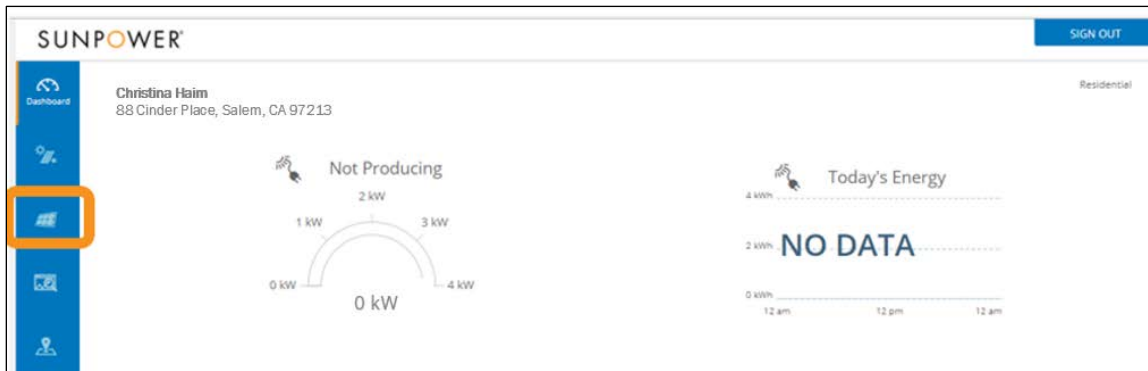 SUNPOWER
SIGN OUT
Dashboard
Christina Haim
88 Cinder Place, Salem, CA 97213
Residential
Not Producing
2 kW
1 kW
3 kW
0 kW
4 kW
0 kW
Today's Energy
4 kWh
2 kWh
NO DATA
0 kWh
12 am 12 pm 12 am